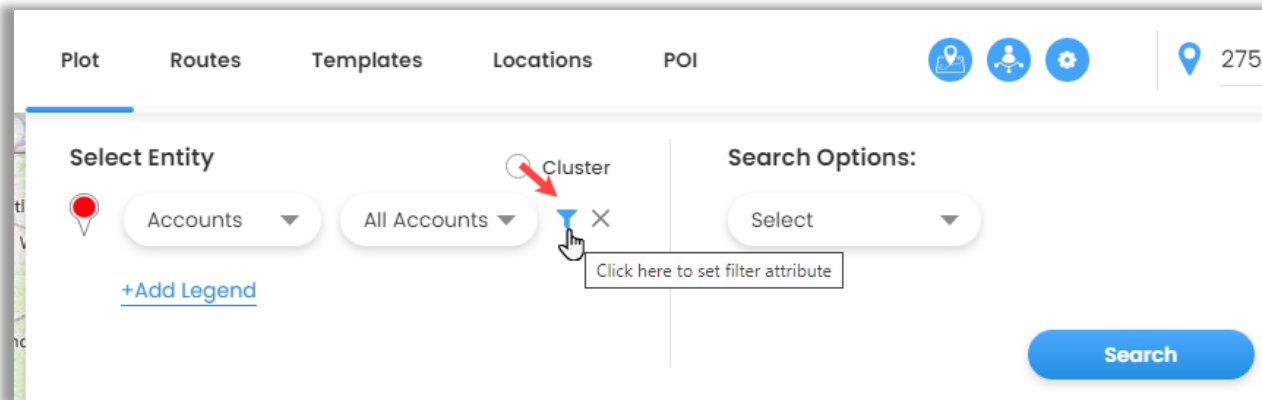 Plot Routes Templates Locations POI 275
Select Entity
Cluster
Search Options:
Accounts All Accounts Select
Click here to set filter attribute
+Add Legend
Search